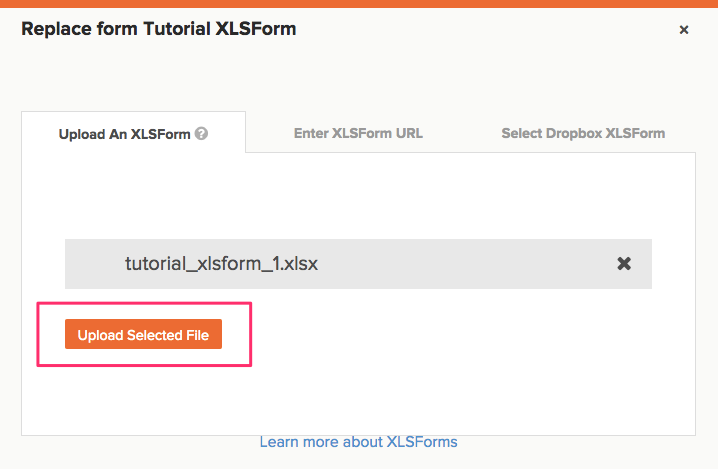 Replace form Tutorial XLSForm
×
Upload An XLSForm ?
Enter XLSForm URL
Select Dropbox XLSForm
tutorial_xlsform_1.xlsx
Upload Selected File
Learn more about XLSForms